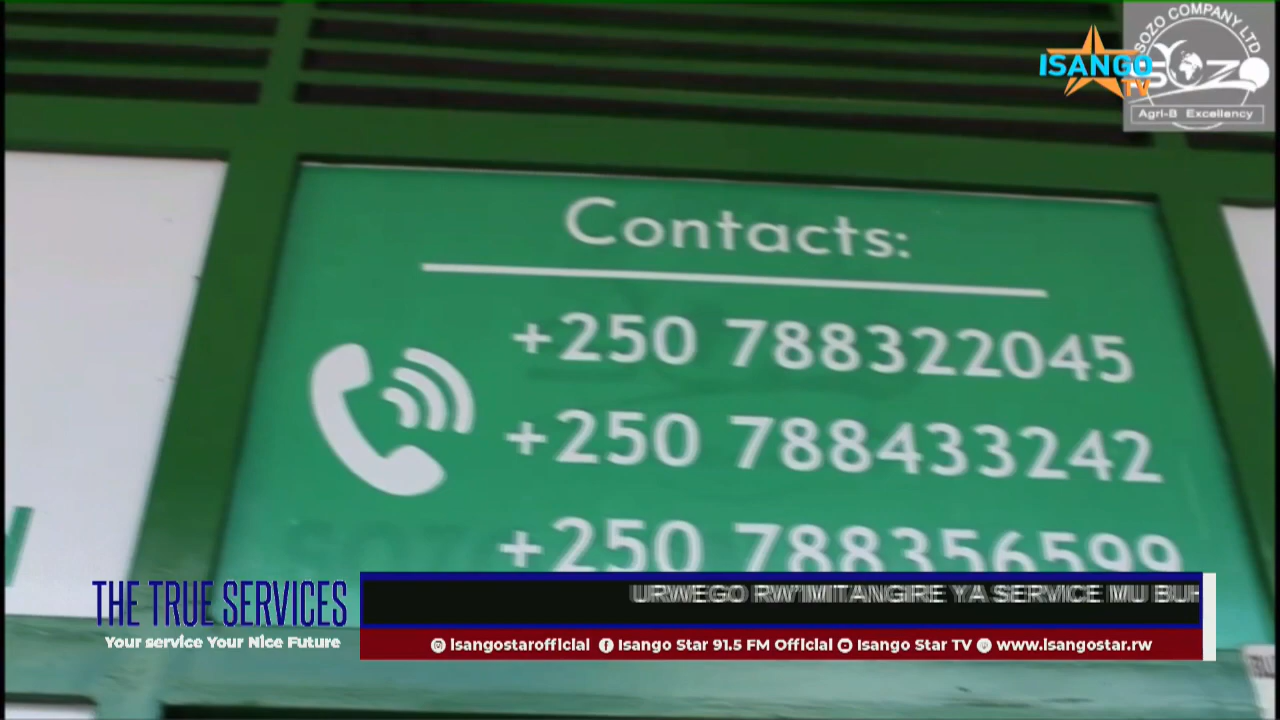 SOZO COMPANY LTD
ISANGO
TV
SOZO
Agri-B Excellency
Contacts:
+250 788322045
+250 788433242
+250 788356599
THE TRUE SERVICES
Your service Your Nice Future
URWEGO RW'IMITANGIRE YA SERVICE MU
isangostarofficial Isango Star 91.5 FM Official Isango Star TV www.isangostar.rw